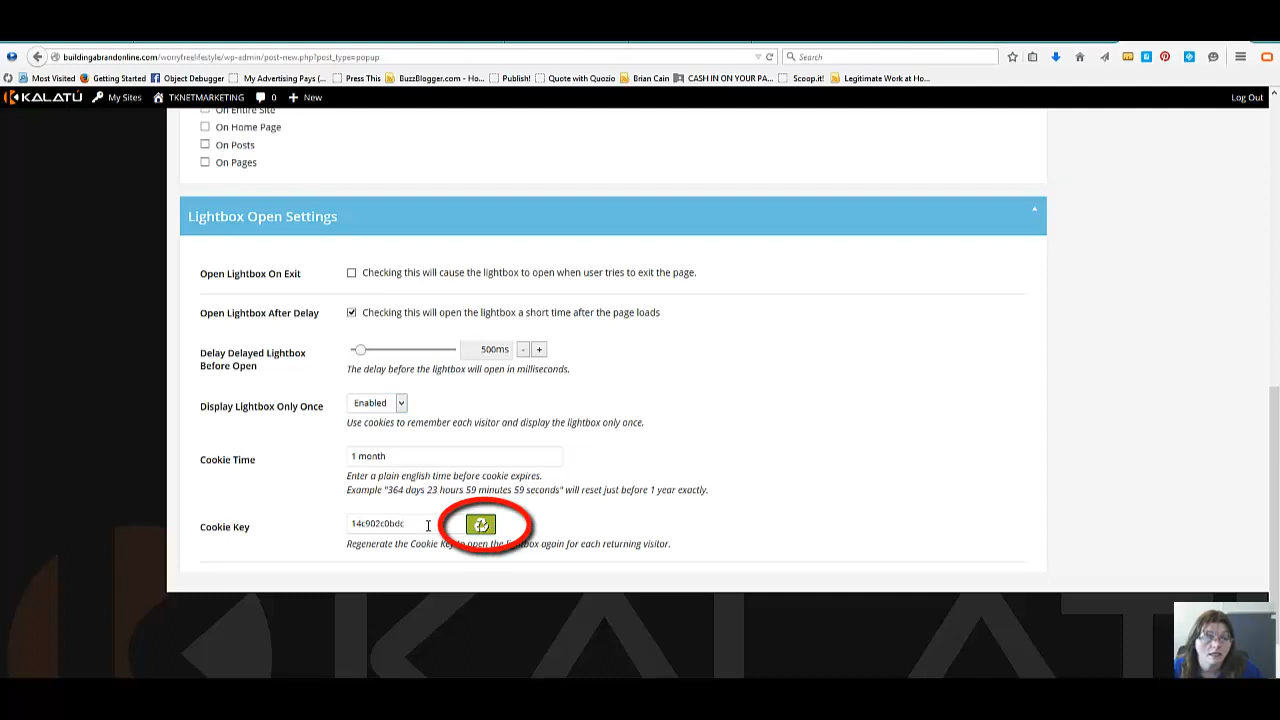 buildingabrandonline.com/worryfreelifestyle/wp-admin/post-new.php?post_type=popup
Search
Most Visited Getting Started Object Debugger My Advertising Pay (... Press This BuzzBlogger.com - Ho... Publish! Quote with Quozio Brian Cain CASH IN ON YOUR PA... Scoop.it! Legitimate Work at Ho...
KALATÚ My Sites TKNETMARKETING 0 New Log Out
On Entire Site
On Home Page
On Posts
On Pages
Lightbox Open Settings
Open Lightbox On Exit Checking this will cause the lightbox to open when user tries to exit the page.
Open Lightbox After Delay Checking this will open the lightbox a short time after the page loads
Delay Delayed Lightbox
Before Open
500ms - +
The delay before the lightbox will open in milliseconds.
Display Lightbox Only Once Enabled
Use cookies to remember each visitor and display the lightbox only once.
Cookie Time 1 month
Enter a plain english time before cookie expires.
Example "364 days 23 hours 59 minutes 59 seconds" will reset just before 1 year exactly.
Cookie Key 14c902c0bdc
Regenerate the Cookie Key to open the lightbox again for each returning visitor.
KALATÚ